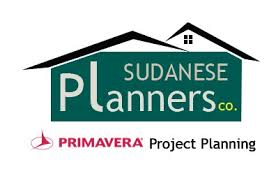 SUDANESE
Planners co.
PRIMAVERA Project Planning